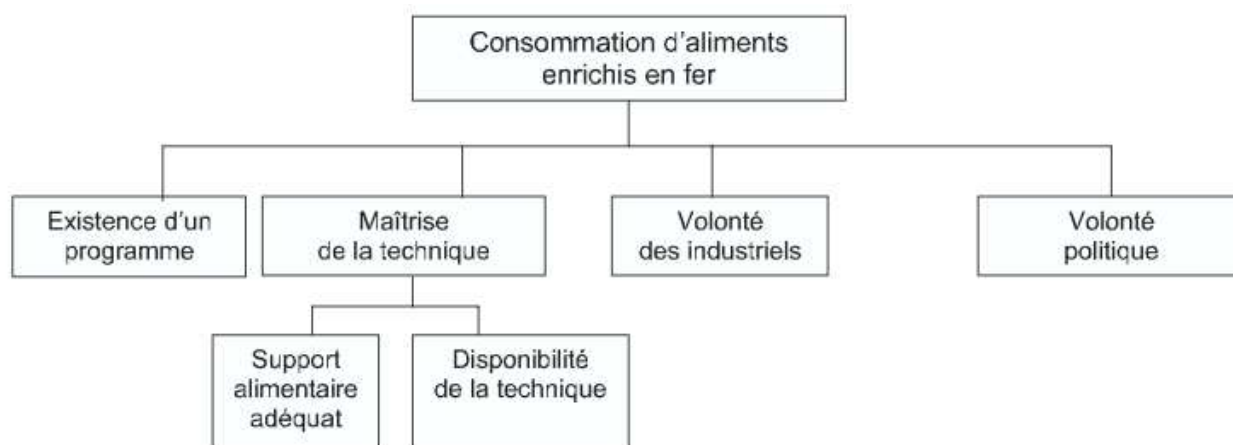 Consommation d'aliments
enrichis en fer
Existence d'un
programme
Maîtrise
de la technique
Volonté
des industriels
Volonté
politique
Support
alimentaire
adéquat
Disponibilité
de la technique